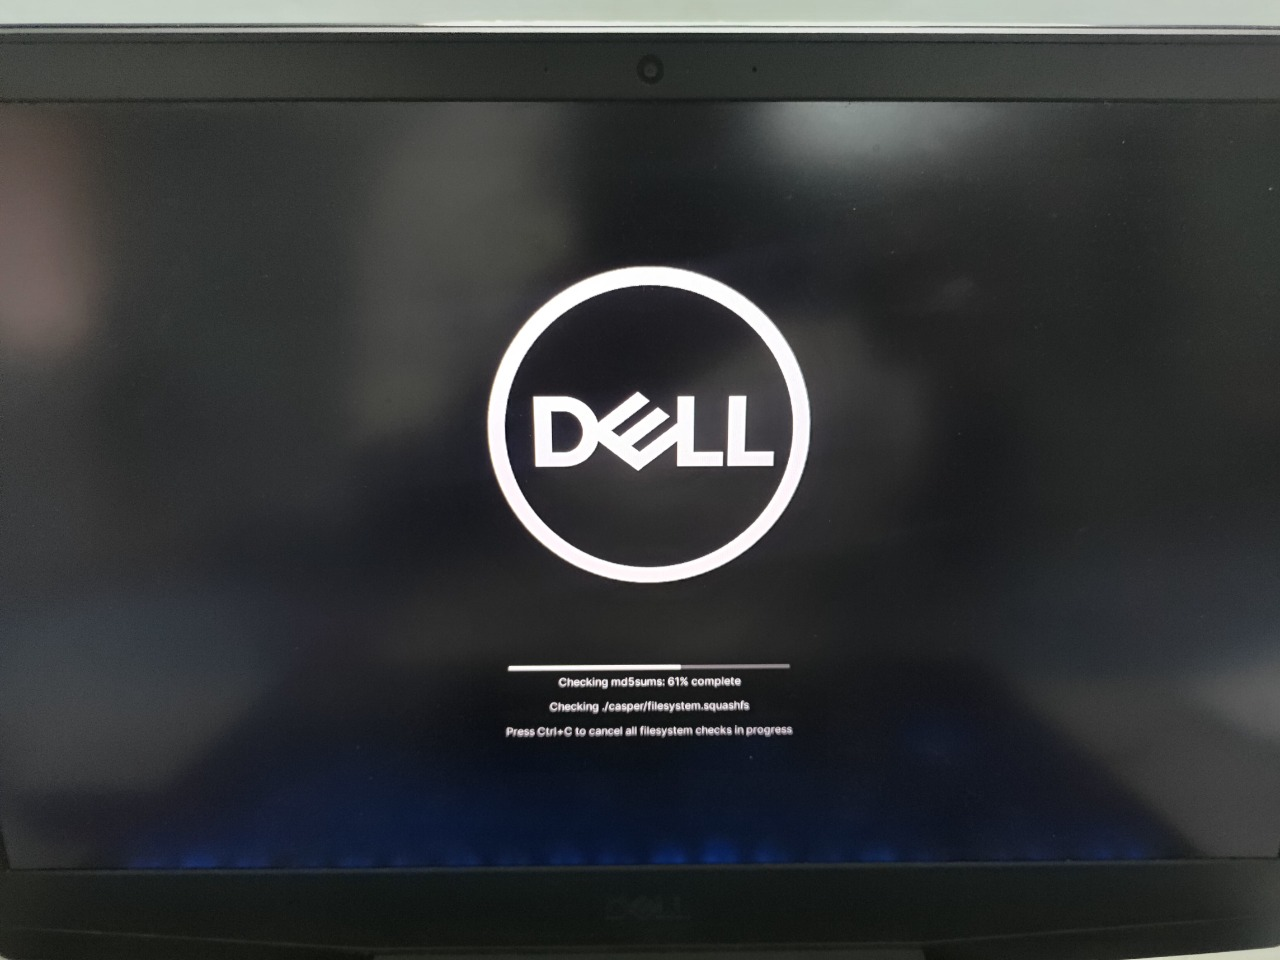 DELL
Checking md5sums: 61% complete
Checking ./casper/filesystem.squashfs
Press Ctrl+C to cancel all filesystem checks in progress
DELL